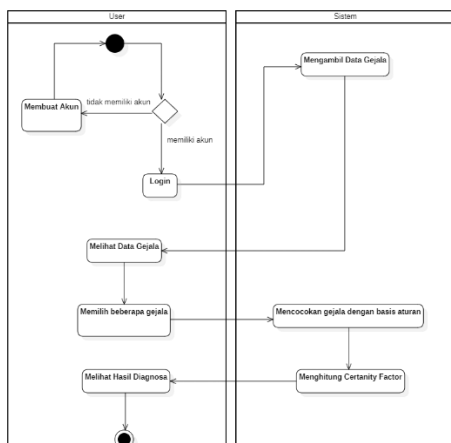 User
Sistem
Mengambil Data Gejala
Membuat Akun
tidak memiliki akun
memiliki akun
Login
Melihat Data Gejala
Memilih beberapa gejala
Mencocokan gejala dengan basis aturan
Melihat Hasil Diagnosa
Menghitung Certanity Factor